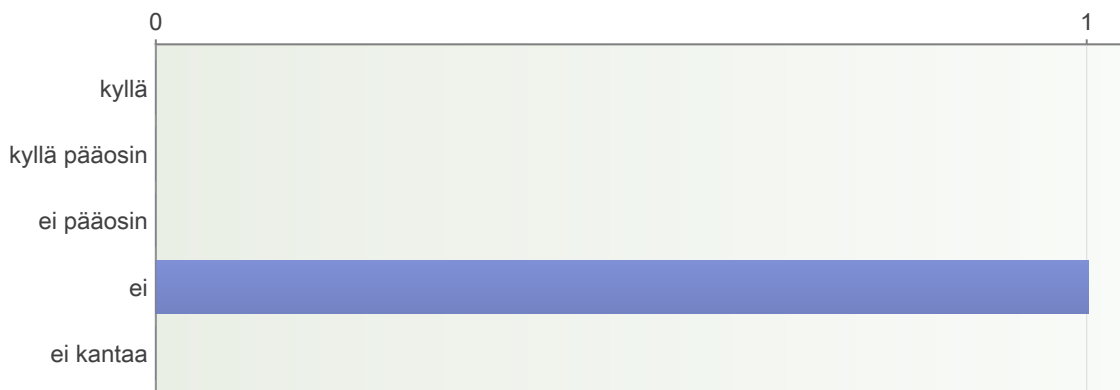 0 1
kyllä
kyllä pääosin
ei pääosin
ei
ei kantaa